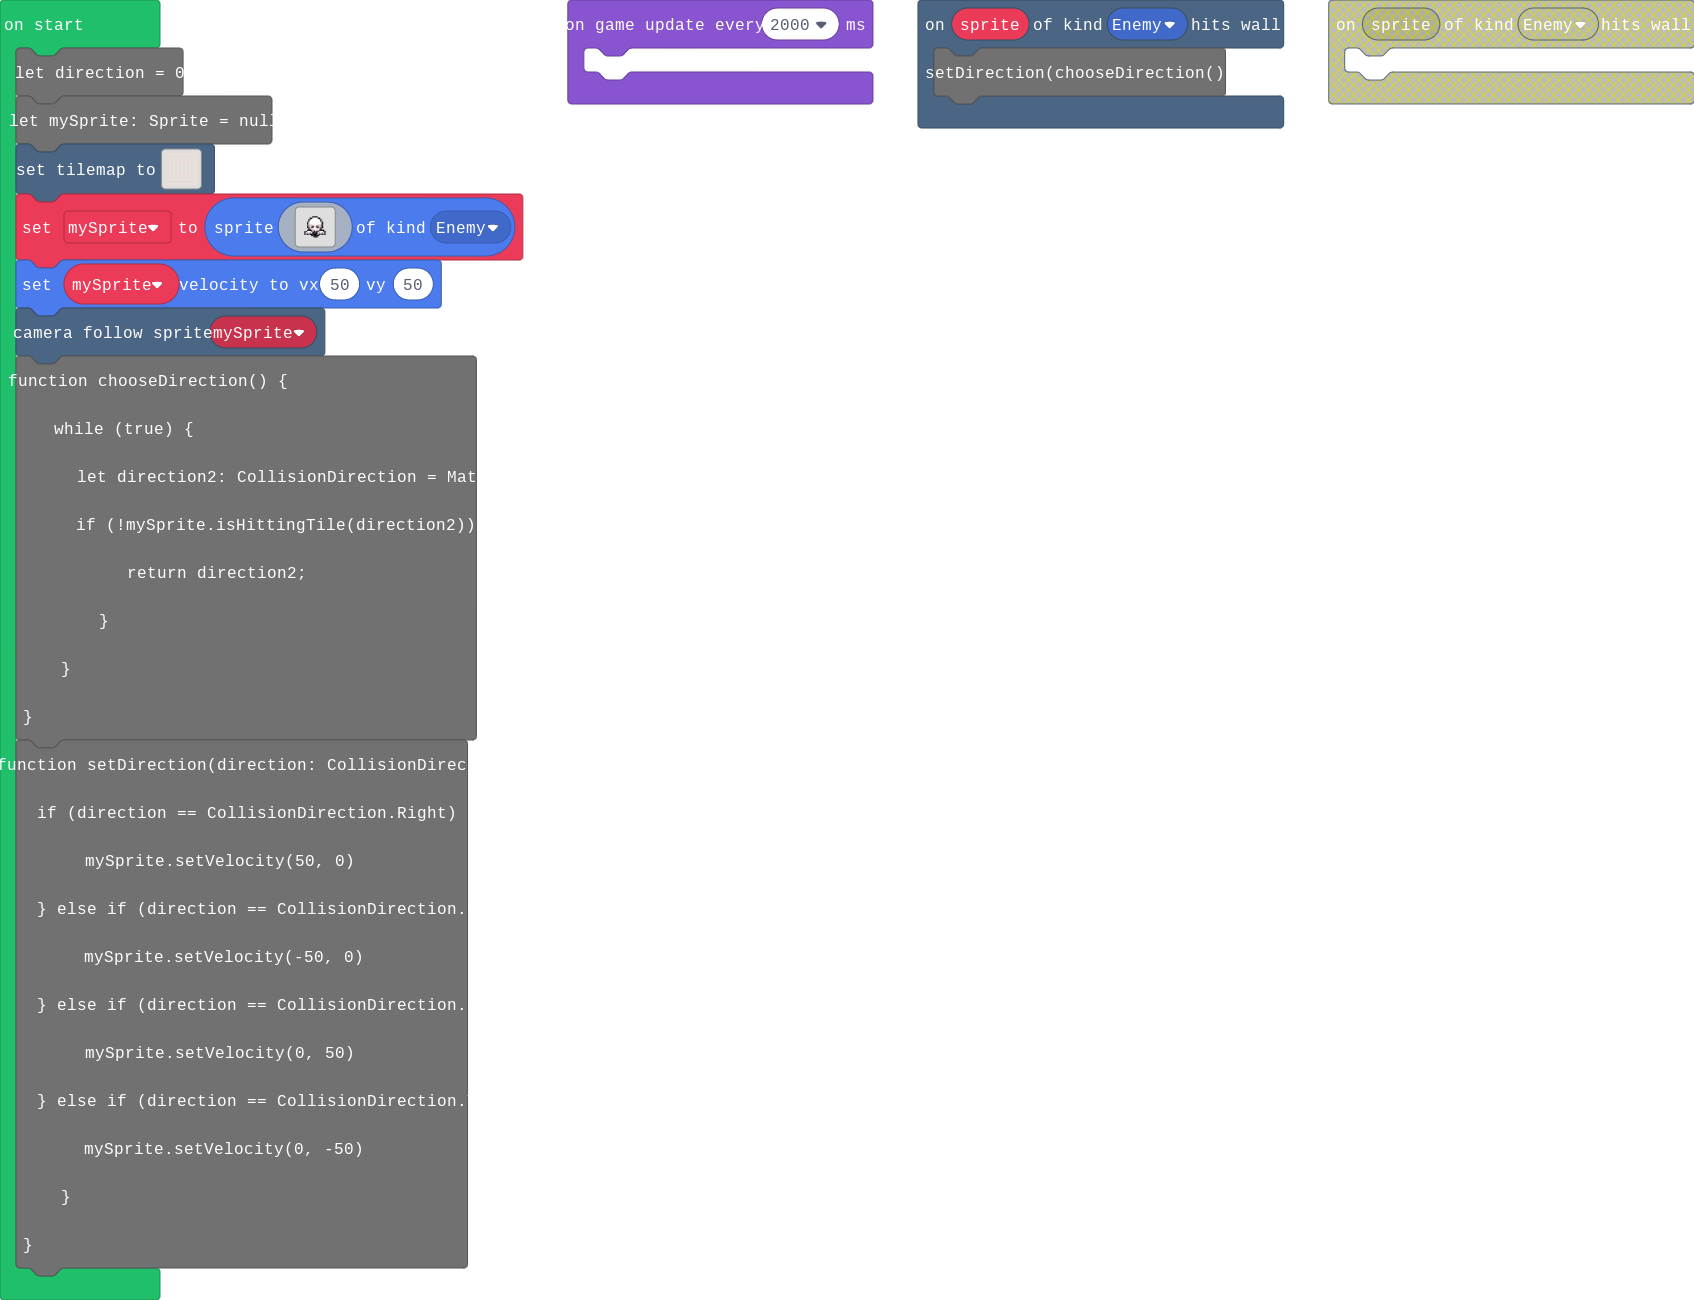 on start
let direction = 0
let mySprite: Sprite = null
set tilemap to
set mySprite to sprite of kind Enemy
set mySprite velocity to vx 50 vy 50
camera follow sprite mySprite
function chooseDirection() {
while (true) {
let direction2: CollisionDirection = Mat
if (!mySprite.isHittingTile(direction2))
return direction2;
}
}
}
function setDirection(direction: CollisionDirec
if (direction == CollisionDirection.Right)
mySprite.setVelocity(50, 0)
} else if (direction == CollisionDirection.
mySprite.setVelocity(-50, 0)
} else if (direction == CollisionDirection.
mySprite.setVelocity(0, 50)
} else if (direction == CollisionDirection.
mySprite.setVelocity(0, -50)
}
}
on game update every 2000 ms
on sprite of kind Enemy hits wall
setDirection(chooseDirection()
on sprite of kind Enemy hits wall